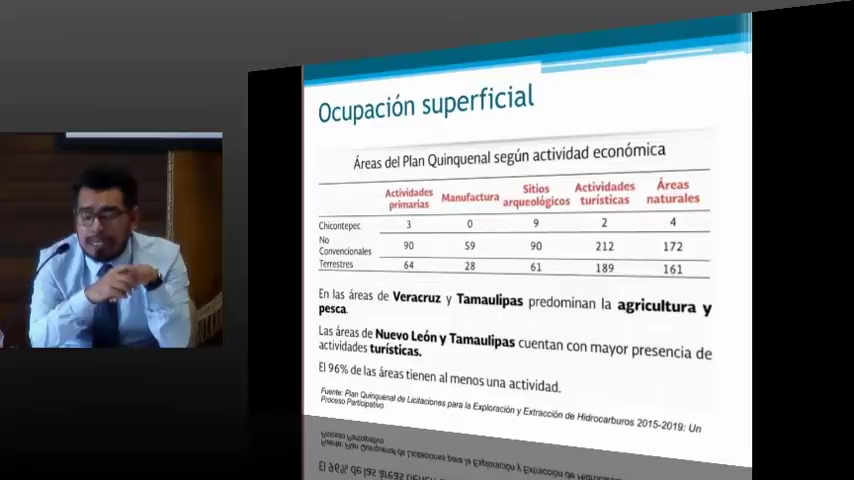 Ocupación superficial
Áreas del Plan Quinquenal según actividad económica
Actividades primarias Manufactura Sitios arqueológicos Actividades turísticas Áreas naturales
Chicontepec 3 0 9 2 4
No Convencionales 90 59 90 212 172
Terrestres 64 28 61 189 161
En las áreas de Veracruz y Tamaulipas predominan la agricultura y
pesca.
Las áreas de Nuevo León y Tamaulipas cuentan con mayor presencia de
actividades turísticas.
El 96% de las áreas tienen al menos una actividad.
Fuente: Plan Quinquenal de Licitaciones para la Exploración y Extracción de Hidrocarburos 2015-2019: Un
Proceso Participativo